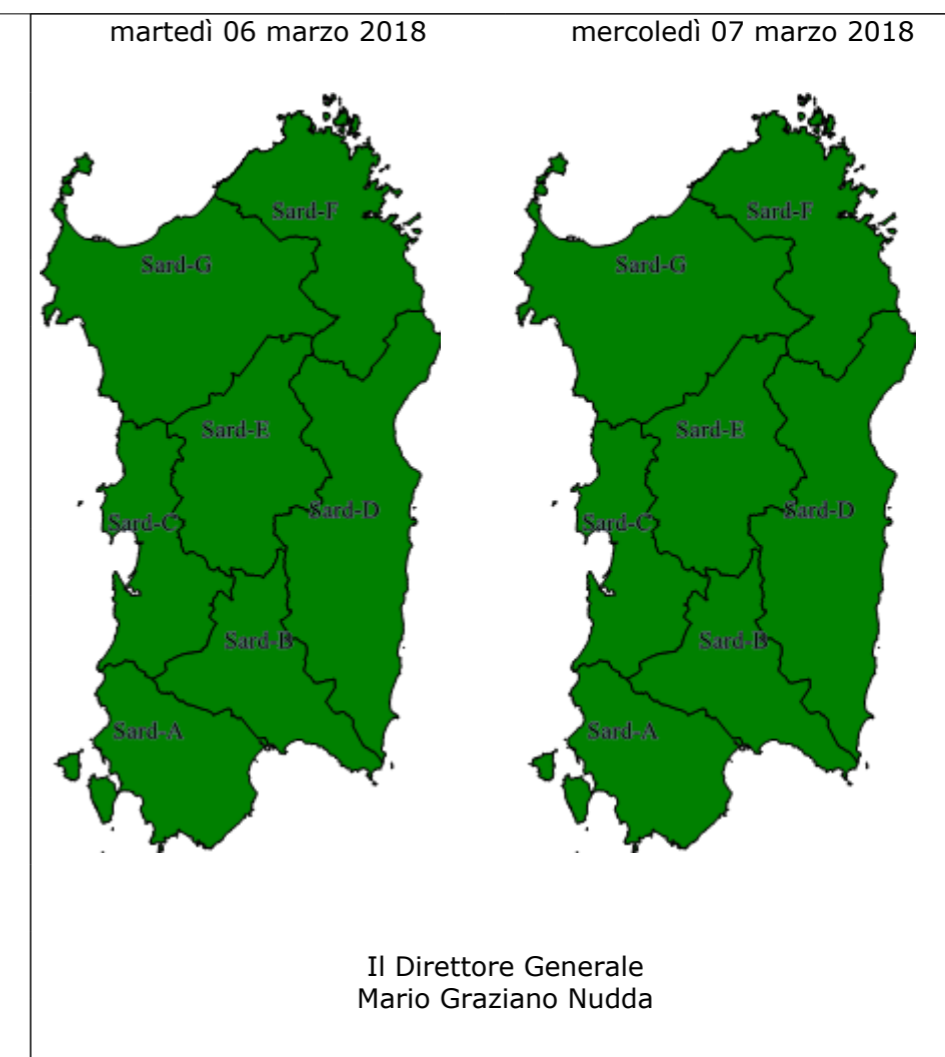 martedì 06 marzo 2018
mercoledì 07 marzo 2018
Sard-F
Sard-G
Sard-E
Sard-D
Sard-C
Sard-B
Sard-A
Sard-F
Sard-G
Sard-E
Sard-D
Sard-C
Sard-B
Sard-A
Il Direttore Generale
Mario Graziano Nudda